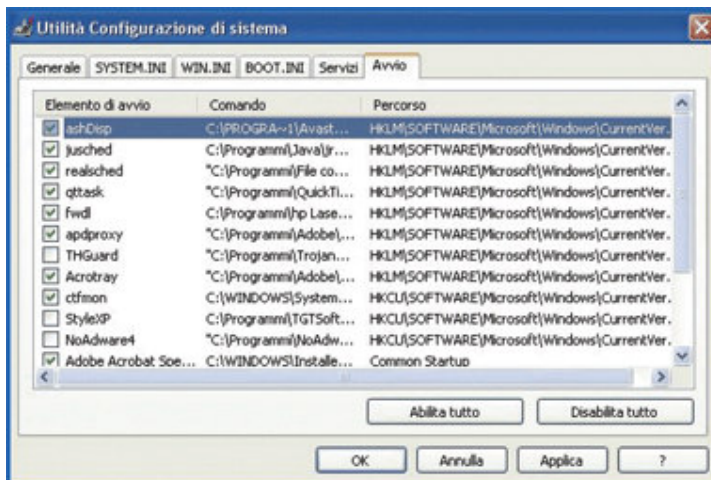 Utilità Configurazione di sistema
Generale SYSTEM.INI WIN.INI BOOT.INI Servizi Avvio
Elemento di avvio Comando Percorso
ashDisp C:\PROGRA~1\Avast... HKLM\SOFTWARE\Microsoft\Windows\CurrentVer.
jusched C:\Programmi\Java\jr... HKLM\SOFTWARE\Microsoft\Windows\CurrentVer.
realsched "C:\Programmi\File co... HKLM\SOFTWARE\Microsoft\Windows\CurrentVer.
qttask "C:\Programmi\QuickTi... HKLM\SOFTWARE\Microsoft\Windows\CurrentVer.
fwdl C:\Programmi\hp Lase... HKLM\SOFTWARE\Microsoft\Windows\CurrentVer.
apdproxy "C:\Programmi\Adobe\... HKLM\SOFTWARE\Microsoft\Windows\CurrentVer.
THGuard "C:\Programmi\Trojan... HKLM\SOFTWARE\Microsoft\Windows\CurrentVer.
Acrotray "C:\Programmi\Adobe\... HKLM\SOFTWARE\Microsoft\Windows\CurrentVer.
ctfmon C:\WINDOWS\System... HKCU\SOFTWARE\Microsoft\Windows\CurrentVer.
StyleXP C:\Programmi\TGTSoft... HKCU\SOFTWARE\Microsoft\Windows\CurrentVer.
NoAdware4 "C:\Programmi\NoAdw... HKCU\SOFTWARE\Microsoft\Windows\CurrentVer.
Adobe Acrobat Spe... C:\WINDOWS\Installe... Common Startup
Abilita tutto Disabilita tutto
OK Annulla Applica ?